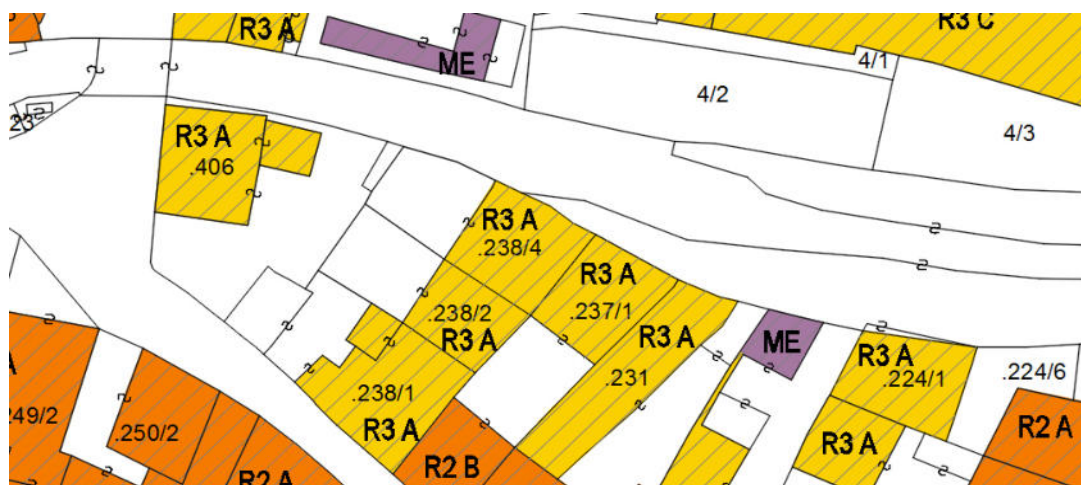 R3 A
ME
R3 C
4/1
4/2
4/3
23
R3 A
.406
R3 A
.238/4
R3 A
.237/1
.238/2
R3 A
R3 A
.231
ME
R3 A
.224/1
.224/6
.238/1
R3 A
R3 A
R2 A
A
.249/2
.250/2
R2 B
R2 A